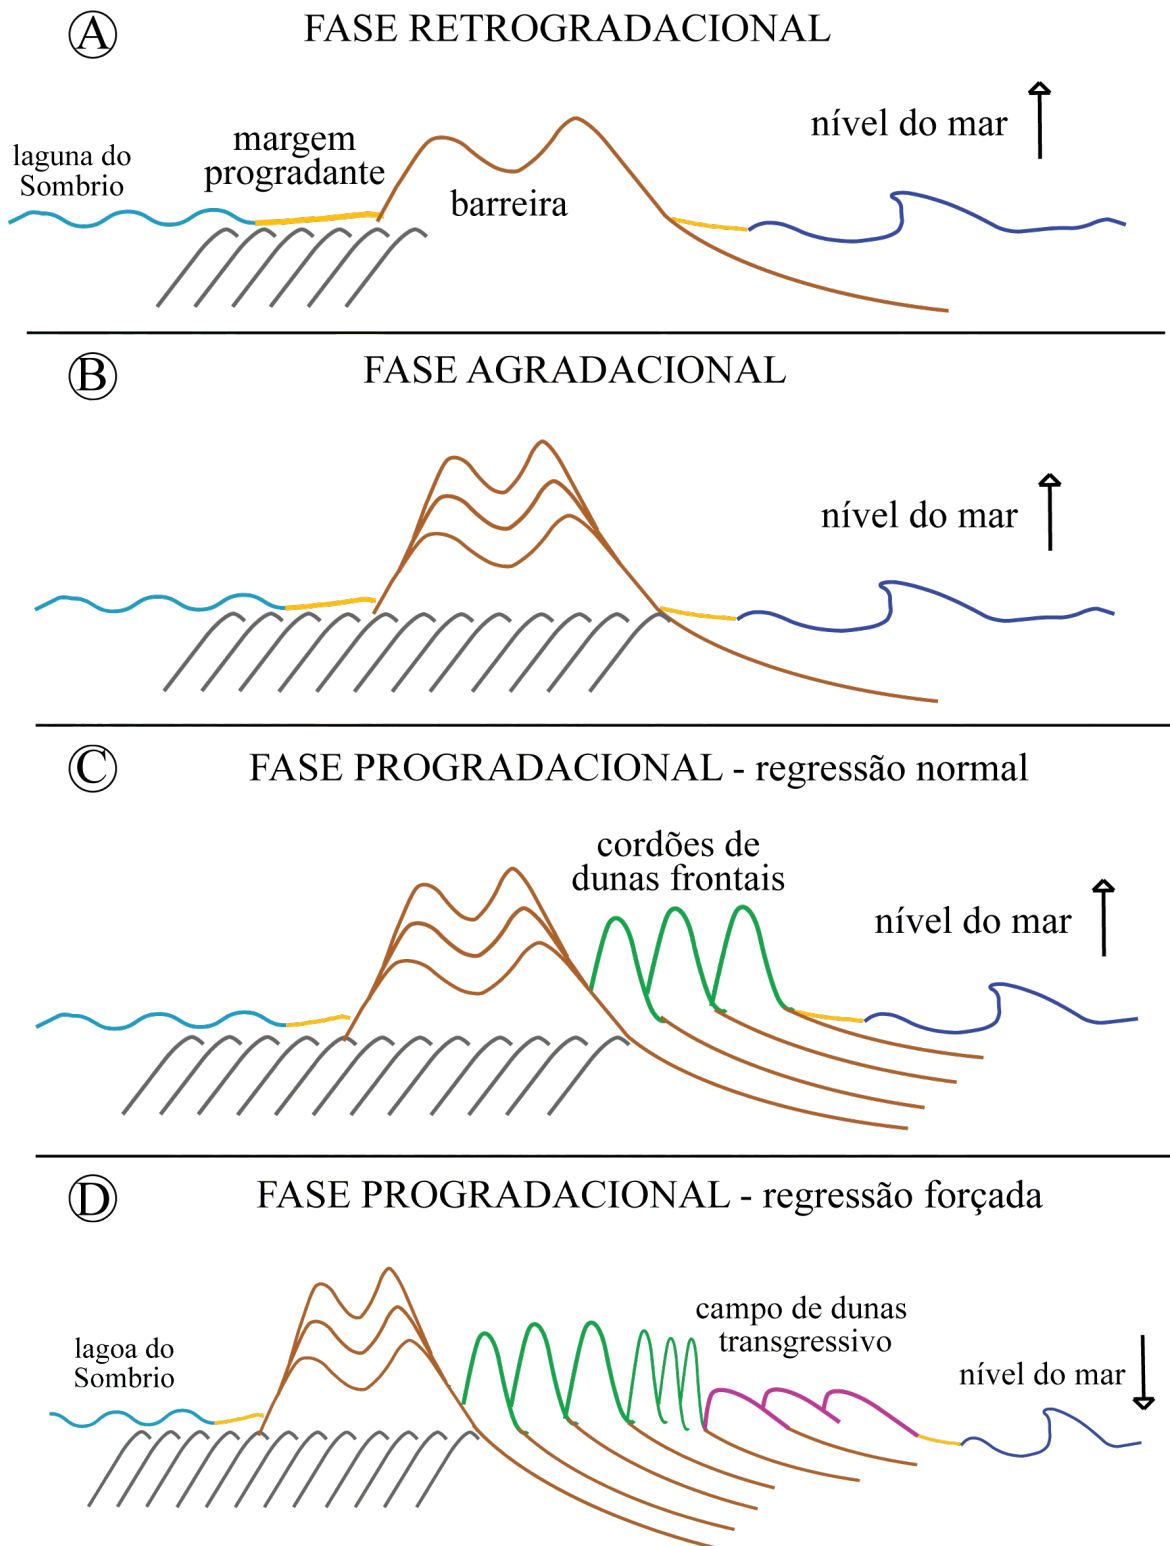 A
FASE RETROGRADACIONAL
nível do mar
laguna do
Sombrio
margem
progradante
barreira
B
FASE AGRADACIONAL
nível do mar
C
FASE PROGRADACIONAL - regressão normal
cordões de
dunas frontais
nível do mar
D
FASE PROGRADACIONAL - regressão forçada
lagoa do
Sombrio
campo de dunas
transgressivo
nível do mar